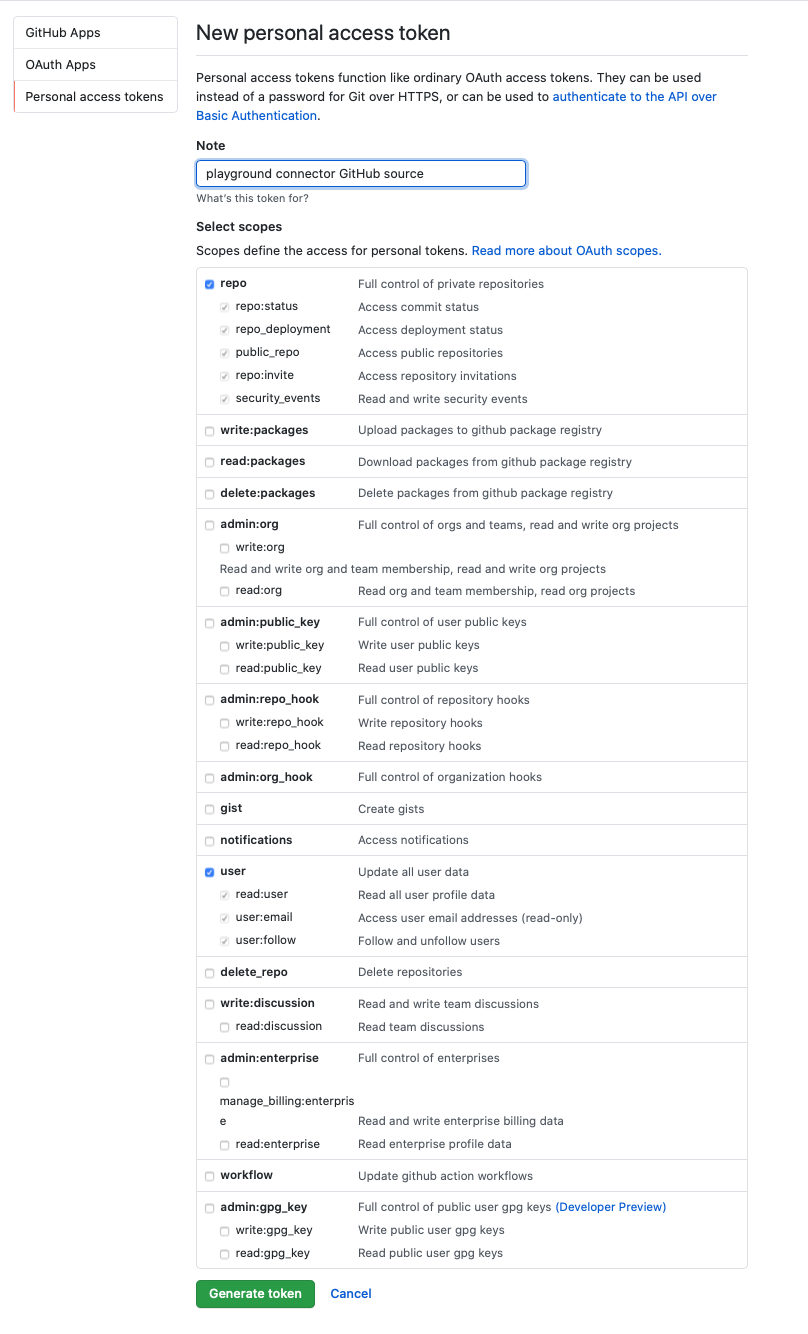 GitHub Apps
OAuth Apps
Personal access tokens
New personal access token
Personal access tokens function like ordinary OAuth access tokens. They can be used
instead of a password for Git over HTTPS, or can be used to authenticate to the API over
Basic Authentication.
Note
playground connector GitHub source
What's this token for?
Select scopes
Scopes define the access for personal tokens. Read more about OAuth scopes.
repo Full control of private repositories
repo:status Access commit status
repo_deployment Access deployment status
public_repo Access public repositories
repo:invite Access repository invitations
security_events Read and write security events
write:packages Upload packages to github package registry
read:packages Download packages from github package registry
delete:packages Delete packages from github package registry
admin:org Full control of orgs and teams, read and write org projects
write:org
Read and write org and team membership, read and write org projects
read:org Read org and team membership, read org projects
admin:public_key Full control of user public keys
write:public_key Write user public keys
read:public_key Read user public keys
admin:repo_hook Full control of repository hooks
write:repo_hook Write repository hooks
read:repo_hook Read repository hooks
admin:org_hook Full control of organization hooks
gist Create gists
notifications Access notifications
user Update all user data
read:user Read all user profile data
user:email Access user email addresses (read-only)
user:follow Follow and unfollow users
delete_repo Delete repositories
write:discussion Read and write team discussions
read:discussion Read team discussions
admin:enterprise Full control of enterprises
manage_billing:enterpris
e Read and write enterprise billing data
read:enterprise Read enterprise profile data
workflow Update github action workflows
admin:gpg_key Full control of public user gpg keys (Developer Preview)
write:gpg_key Write public user gpg keys
read:gpg_key Read public user gpg keys
Generate token Cancel